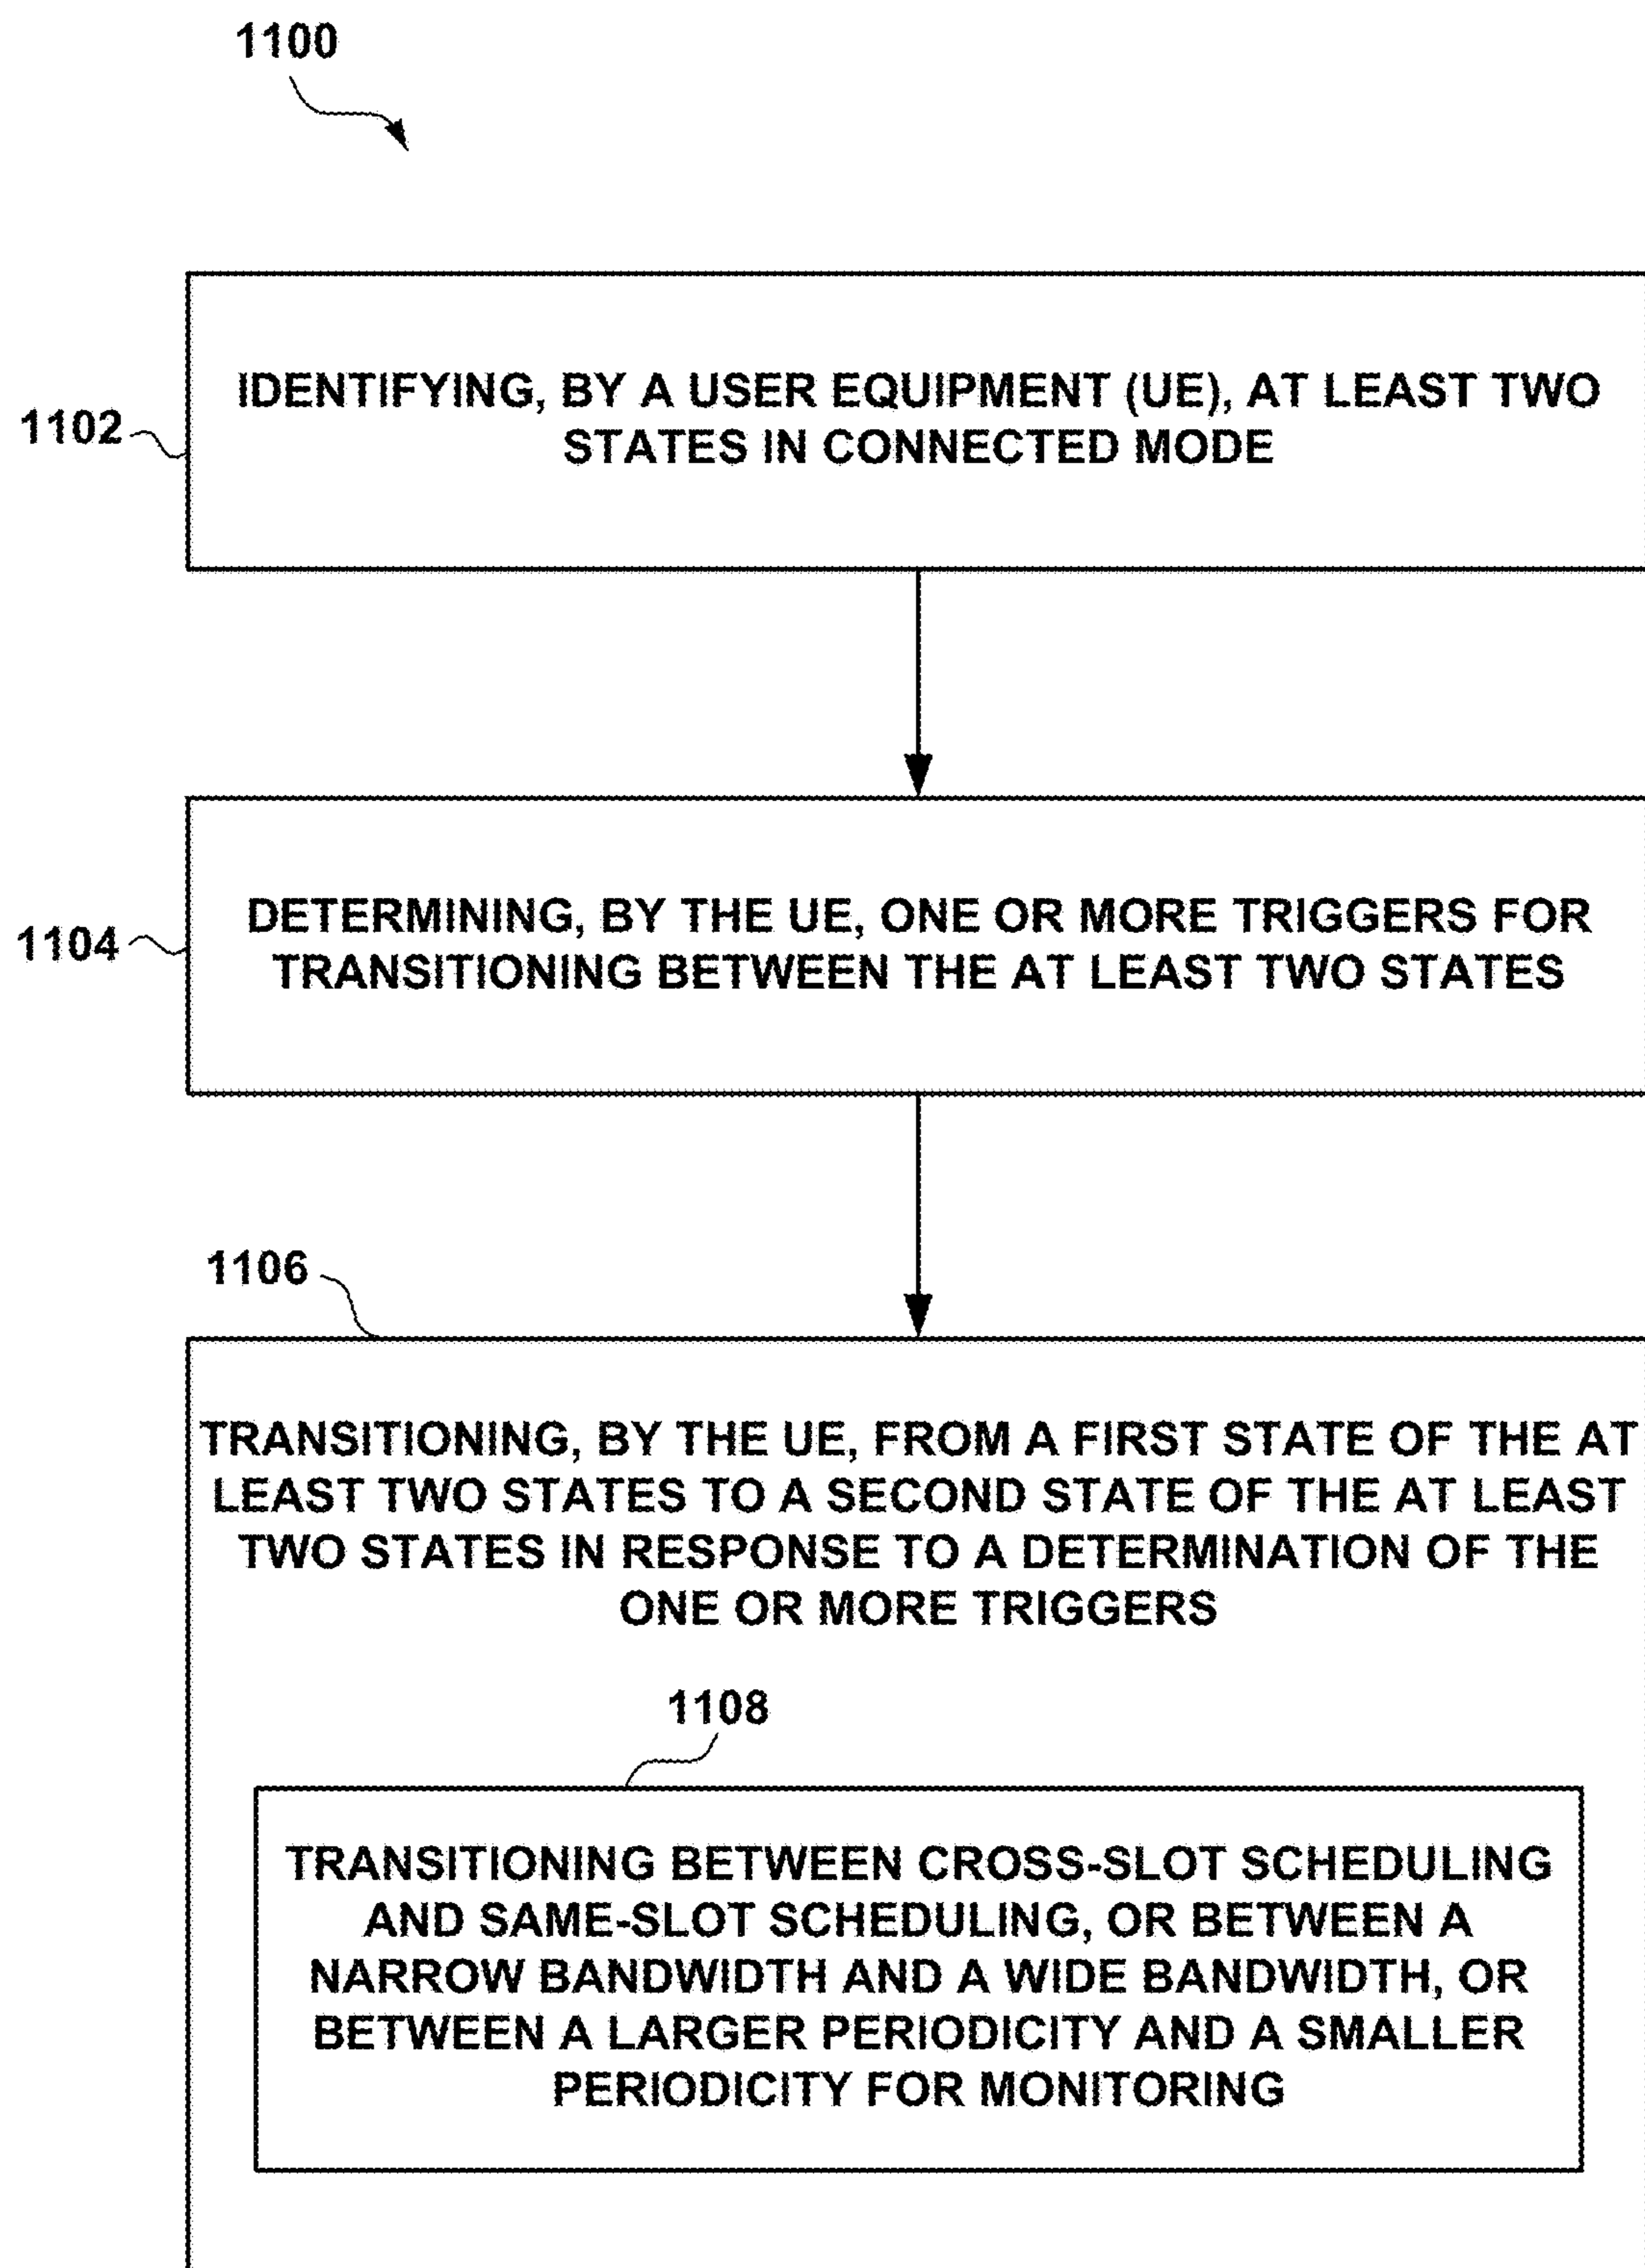 1100
IDENTIFYING, BY A USER EQUIPMENT (UE), AT LEAST TWO
STATES IN CONNECTED MODE
1102
DETERMINING, BY THE UE, ONE OR MORE TRIGGERS FOR
TRANSITIONING BETWEEN THE AT LEAST TWO STATES
1104
1106
TRANSITIONING, BY THE UE, FROM A FIRST STATE OF THE AT
LEAST TWO STATES TO A SECOND STATE OF THE AT LEAST
TWO STATES IN RESPONSE TO A DETERMINATION OF THE
ONE OR MORE TRIGGERS
1108
TRANSITIONING BETWEEN CROSS-SLOT SCHEDULING
AND SAME-SLOT SCHEDULING, OR BETWEEN A
NARROW BANDWIDTH AND A WIDE BANDWIDTH, OR
BETWEEN A LARGER PERIODICITY AND A SMALLER
PERIODICITY FOR MONITORING